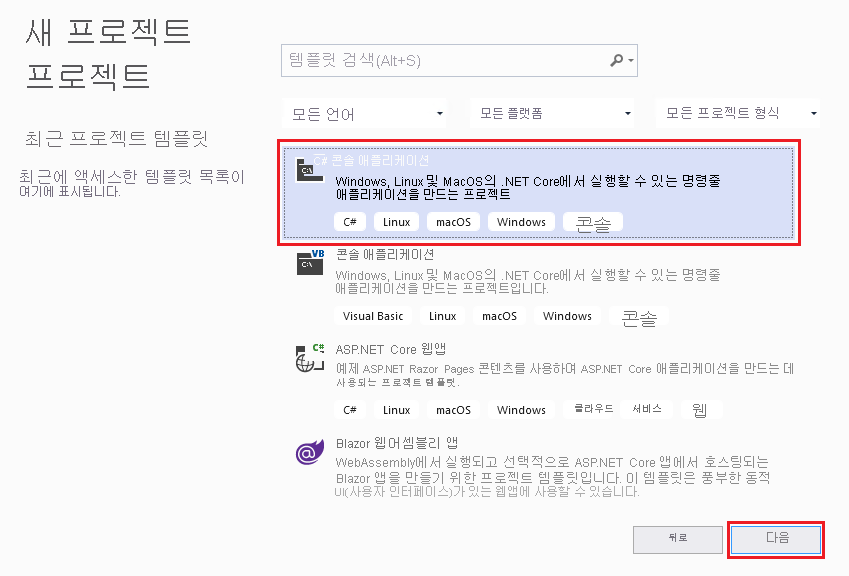 새 프로젝트
프로젝트
최근 프로젝트 템플릿
최근에 액세스한 템플릿 목록이
여기에 표시됩니다.
템플릿 검색(Alt+S)
모든 언어
모든 플랫폼
모든 프로젝트 형식
C# 콘솔 애플리케이션
C:\
Windows, Linux 및 MacOS의 .NET Core에서 실행할 수 있는 명령줄
애플리케이션을 만드는 프로젝트
C# Linux macOS Windows 콘솔
VB 콘솔 애플리케이션
C:\
Windows, Linux 및 MacOS의 .NET Core에서 실행할 수 있는 명령줄
애플리케이션을 만드는 프로젝트입니다.
Visual Basic Linux macOS Windows 콘솔
C# ASP.NET Core 웹앱
예제 ASP.NET Razor Pages 콘텐츠를 사용하여 ASP.NET Core 애플리케이션을 만드는 데
사용되는 프로젝트 템플릿.
C# Linux macOS Windows 클라우드 서비스 웹
@ Blazor 웹어셈블리 앱
WebAssembly에서 실행되고 선택적으로 ASP.NET Core 앱에서 호스팅되는
Blazor 앱을 만들기 위한 프로젝트 템플릿입니다. 이 템플릿은 풍부한 동적
UI(사용자 인터페이스)가 있는 웹앱에 사용할 수 있습니다.
뒤로
다음